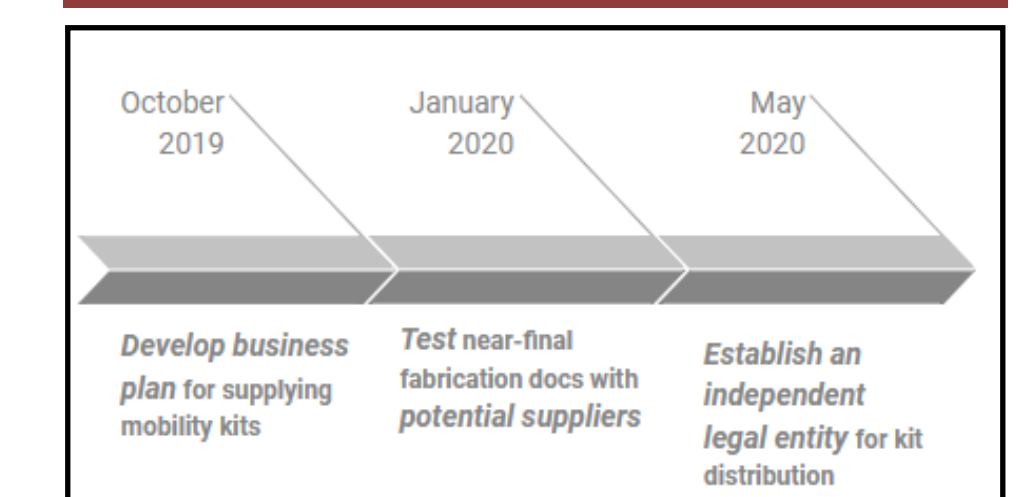 October
2019
January
2020
May
2020
Develop business
plan for supplying
mobility kits
Test near-final
fabrication docs with
potential suppliers
Establish an
independent
legal entity for kit
distribution